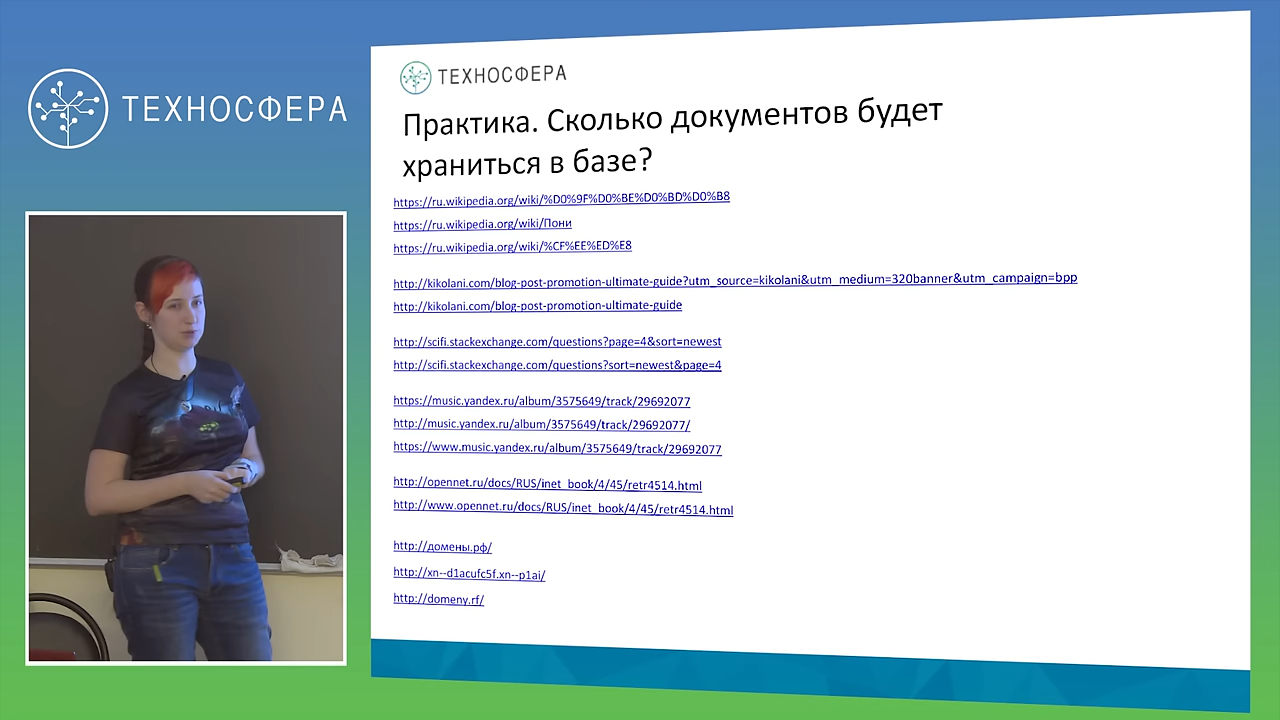 ТЕХНОСФЕРА
ТЕХНОСФЕРА
Практика. Сколько документов будет
храниться в базе?
https://ru.wikipedia.org/wiki/%D0%9F%D0%BE%D0%BD%D0%B8
https://ru.wikipedia.org/wiki/Пони
https://ru.wikipedia.org/wiki/%CF%EE%ED%E8
http://kikolani.com/blog-post-promotion-ultimate-guide?utm_source=kikolani&utm_medium=320banner&utm_campaign=bpp
http://kikolani.com/blog-post-promotion-ultimate-guide
http://scifi.stackexchange.com/questions?page=4&sort=newest
http://scifi.stackexchange.com/questions?sort=newest&page=4
https://music.yandex.ru/album/3575649/track/29692077
http://music.yandex.ru/album/3575649/track/29692077/
https://www.music.yandex.ru/album/3575649/track/29692077
http://opennet.ru/docs/RUS/inet_book/4/45/retr4514.html
http://www.opennet.ru/docs/RUS/inet_book/4/45/retr4514.html
http://домены.рф/
http://xn--d1acufc5f.xn--p1ai/
http://domeny.rf/